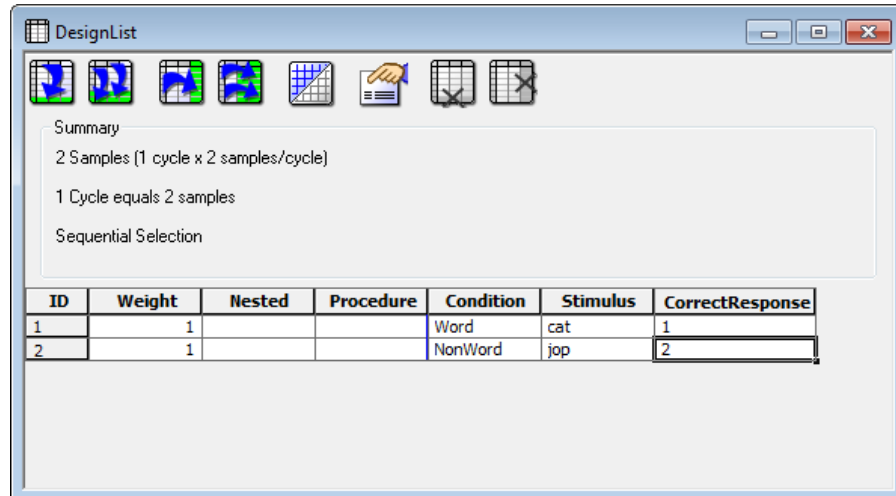 DesignList
Summary
2 Samples (1 cycle x 2 samples/cycle)
1 Cycle equals 2 samples
Sequential Selection
ID Weight Nested Procedure Condition Stimulus CorrectResponse
1 1 Word cat 1
2 1 NonWord jop 2